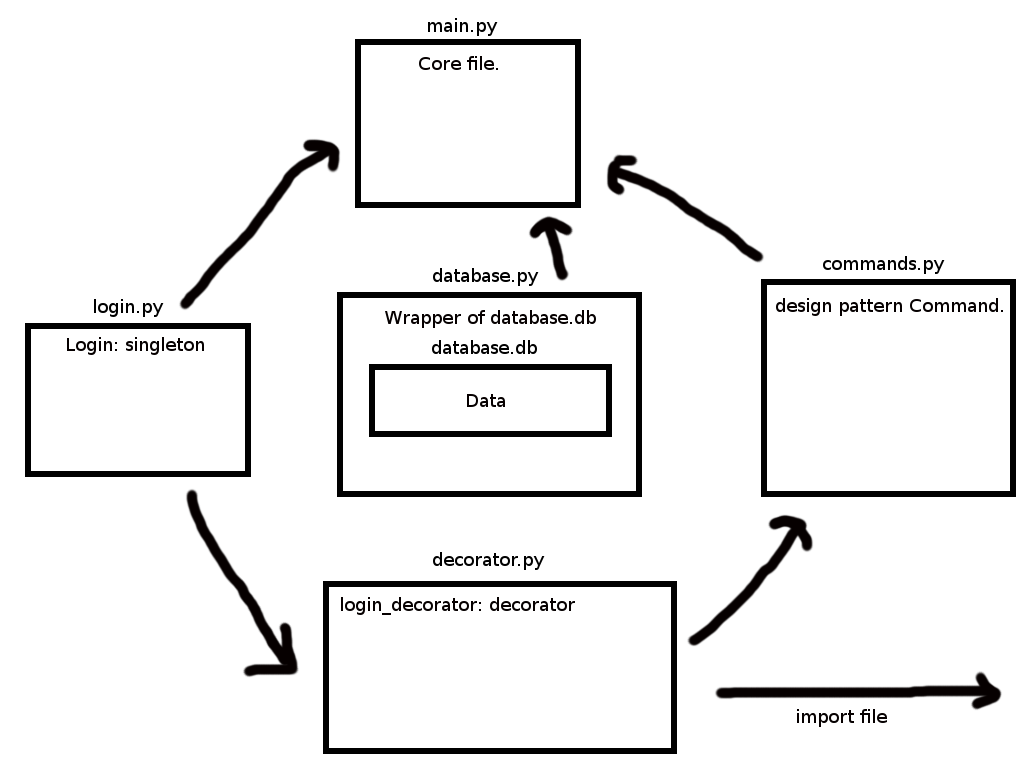 main.py
Core file.
login.py
Login: singleton
database.py
Wrapper of database.db
database.db
Data
commands.py
design pattern Command.
decorator.py
login_decorator: decorator
import file